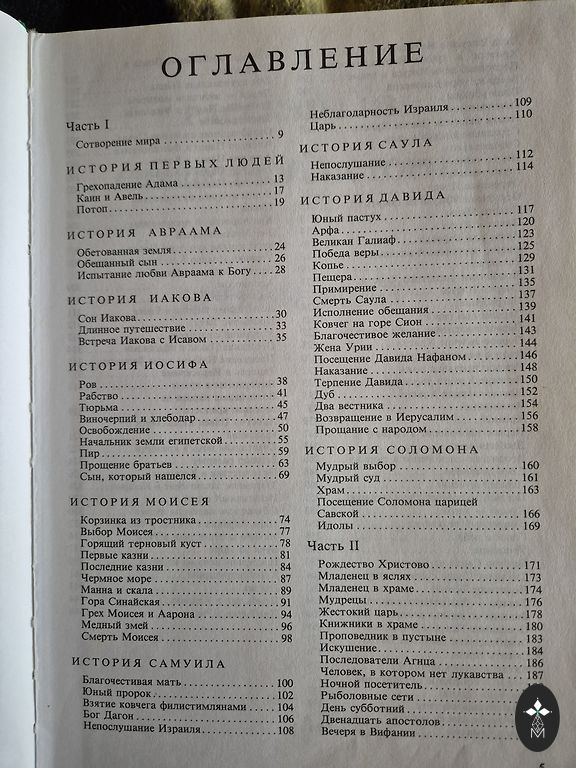 ОГЛАВЛЕНИЕ
Часть I
Сотворение мира . . . . . . . . . . . . . . . . . 9
ИСТОРИЯ ПЕРВЫХ ЛЮДЕЙ
Грехопадение Адама . . . . . . . . . . . . . . 13
Каин и Авель . . . . . . . . . . . . . . . . . . . 17
Потоп . . . . . . . . . . . . . . . . . . . . . . . . 19
ИСТОРИЯ АВРААМА
Обетованная земля . . . . . . . . . . . . . . . 24
Обещанный сын . . . . . . . . . . . . . . . . . 26
Испытание любви Авраама к Богу . . . . 28
ИСТОРИЯ ИАКОВА
Сон Иакова . . . . . . . . . . . . . . . . . . . . 30
Длинное путешествие . . . . . . . . . . . . . 33
Встреча Иакова с Исавом . . . . . . . . . . 35
ИСТОРИЯ ИОСИФА
Ров . . . . . . . . . . . . . . . . . . . . . . . . . . 38
Рабство . . . . . . . . . . . . . . . . . . . . . . . 41
Тюрьма . . . . . . . . . . . . . . . . . . . . . . . 45
Виночерпий и хлебодар . . . . . . . . . . . . 47
Освобождение . . . . . . . . . . . . . . . . . . 50
Начальник земли египетской . . . . . . . . 55
Пир . . . . . . . . . . . . . . . . . . . . . . . . . . 59
Прощение братьев . . . . . . . . . . . . . . . 63
Сын, который нашелся . . . . . . . . . . . . 69
ИСТОРИЯ МОИСЕЯ
Корзинка из тростника . . . . . . . . . . . . 74
Выбор Моисея . . . . . . . . . . . . . . . . . . 77
Горящий терновый куст . . . . . . . . . . . 78
Первые казни . . . . . . . . . . . . . . . . . . . 81
Последние казни . . . . . . . . . . . . . . . . 84
Чермное море . . . . . . . . . . . . . . . . . . 87
Манна и скала . . . . . . . . . . . . . . . . . . 89
Гора Синайская . . . . . . . . . . . . . . . . . 91
Грех Моисея и Аарона . . . . . . . . . . . . 94
Медный змей . . . . . . . . . . . . . . . . . . . 96
Смерть Моисея . . . . . . . . . . . . . . . . . 98
ИСТОРИЯ САМУИЛА
Благочестивая мать . . . . . . . . . . . . . 100
Юный пророк . . . . . . . . . . . . . . . . . . 102
Взятие ковчега филистимлянами . . . . 104
Бог Дагон . . . . . . . . . . . . . . . . . . . . . 106
Непослушание Израиля . . . . . . . . . . . 108
Неблагодарность Израиля . . . . . . . . . 109
Царь . . . . . . . . . . . . . . . . . . . . . . . . 110
ИСТОРИЯ САУЛА
Непослушание . . . . . . . . . . . . . . . . . 112
Наказание . . . . . . . . . . . . . . . . . . . . 114
ИСТОРИЯ ДАВИДА
Юный пастух . . . . . . . . . . . . . . . . . . 117
Арфа . . . . . . . . . . . . . . . . . . . . . . . . 120
Великан Галиаф . . . . . . . . . . . . . . . . 123
Победа веры . . . . . . . . . . . . . . . . . . . 125
Копье . . . . . . . . . . . . . . . . . . . . . . . 129
Пещера . . . . . . . . . . . . . . . . . . . . . . 131
Примирение . . . . . . . . . . . . . . . . . . . 135
Смерть Саула . . . . . . . . . . . . . . . . . . 137
Исполнение обещания . . . . . . . . . . . . 139
Ковчег на горе Сион . . . . . . . . . . . . . 141
Благочестивое желание . . . . . . . . . . . 143
Жена Урии . . . . . . . . . . . . . . . . . . . . 144
Посещение Давида Нафаном . . . . . . . 146
Наказание . . . . . . . . . . . . . . . . . . . . 148
Терпение Давида . . . . . . . . . . . . . . . 150
Дуб . . . . . . . . . . . . . . . . . . . . . . . . . 152
Два вестника . . . . . . . . . . . . . . . . . . 154
Возвращение в Иерусалим . . . . . . . . . 156
Прощание с народом . . . . . . . . . . . . . 158
ИСТОРИЯ СОЛОМОНА
Мудрый выбор . . . . . . . . . . . . . . . . . 160
Мудрый суд . . . . . . . . . . . . . . . . . . . 161
Храм . . . . . . . . . . . . . . . . . . . . . . . . 163
Посещение Соломона царицей
Савской . . . . . . . . . . . . . . . . . . . . . . 166
Идолы . . . . . . . . . . . . . . . . . . . . . . . 169
Часть II
Рождество Христово . . . . . . . . . . . . . 171
Младенец в яслях . . . . . . . . . . . . . . . 173
Младенец в храме . . . . . . . . . . . . . . . 174
Мудрецы . . . . . . . . . . . . . . . . . . . . . 176
Жестокий царь . . . . . . . . . . . . . . . . . 178
Книжники в храме . . . . . . . . . . . . . . 180
Проповедник в пустыне . . . . . . . . . . . 183
Искушение . . . . . . . . . . . . . . . . . . . . 184
Последователи Агнца . . . . . . . . . . . . 186
Человек, в котором нет лукавства . . . 187
Ночной посетитель . . . . . . . . . . . . . .
Рыболовные сети . . . . . . . . . . . . . . .
День субботний . . . . . . . . . . . . . . . .
Двенадцать апостолов . . . . . . . . . . .
Вечеря в Вифании . . . . . . . . . . . . . .